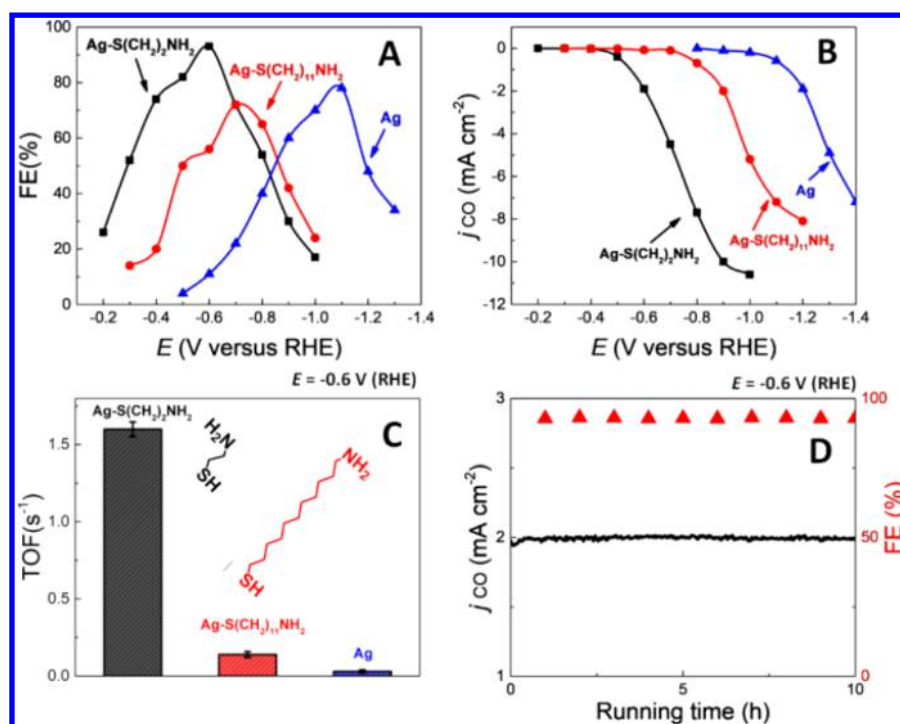 A
Ag-S(CH₂)₂NH₂
Ag-S(CH₂)₁₁NH₂
Ag
FE(%)
100
80
60
40
20
0
-0.2 -0.4 -0.6 -0.8 -1.0 -1.2 -1.4
E (V versus RHE)
B
Ag
Ag-S(CH₂)₁₁NH₂
Ag-S(CH₂)₂NH₂
j co (mA cm⁻²)
0
-2
-4
-6
-8
-10
-12
-0.2 -0.4 -0.6 -0.8 -1.0 -1.2 -1.4
E (V versus RHE)
E = -0.6 V (RHE)
C
Ag-S(CH₂)₂NH₂
H₂N
SH
NH₂
SH
Ag-S(CH₂)₁₁NH₂
Ag
TOF(s⁻¹)
1.5
1.0
0.5
0.0
E = -0.6 V (RHE)
D
j co (mA cm⁻²)
3
2
1
FE (%)
100
50
0
0 5 10
Running time (h)